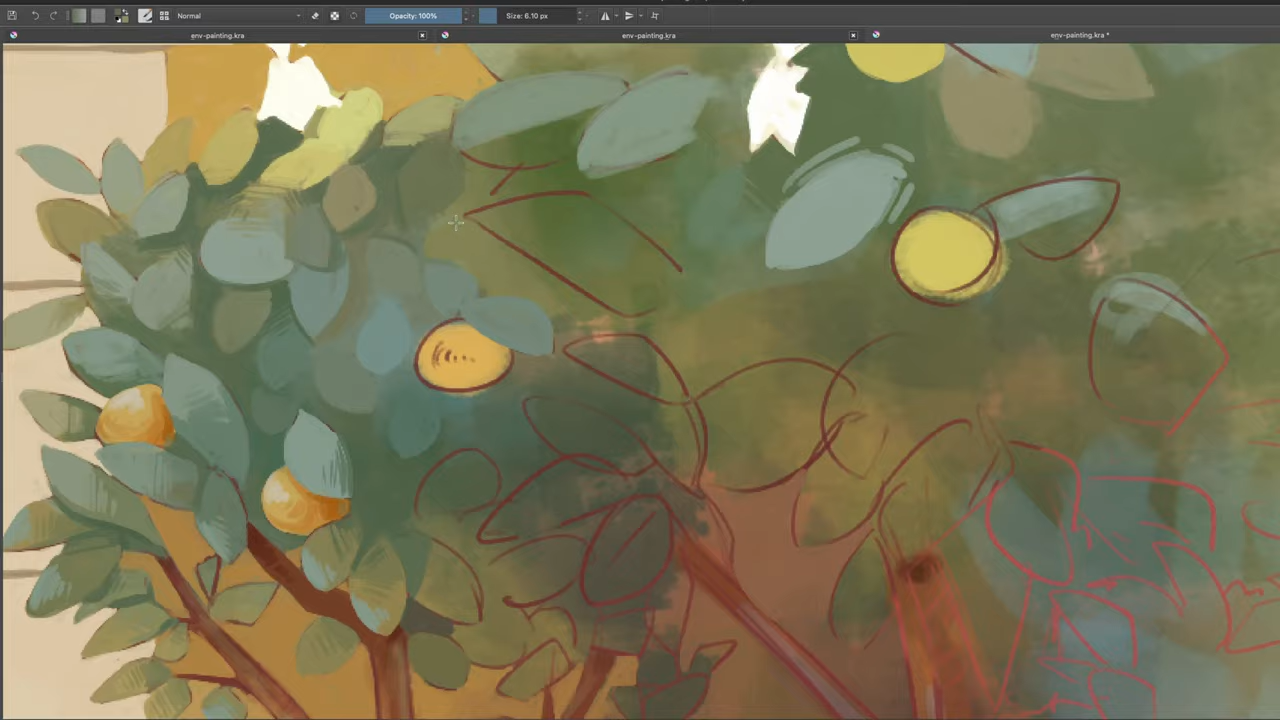 Normal
Opacity: 100%
Size: 6.10 px
env-painting.kra
env-painting.kra
env-painting.kra *